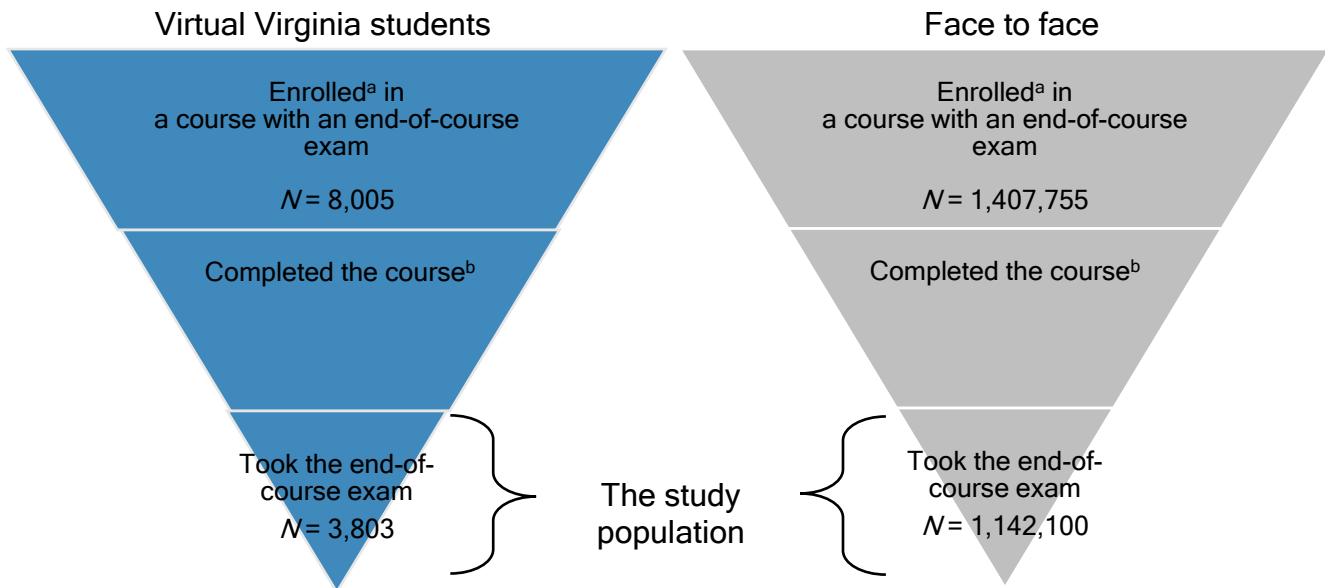 Virtual Virginia students
Enrolledᵃ in
a course with an end-of-course
exam
N = 8,005
Completed the courseᵇ
Took the end-of-
course exam
N = 3,803
Face to face
Enrolledᵃ in
a course with an end-of-course
exam
N = 1,407,755
Completed the courseᵇ
Took the end-of-
course exam
N = 1,142,100
The study
population